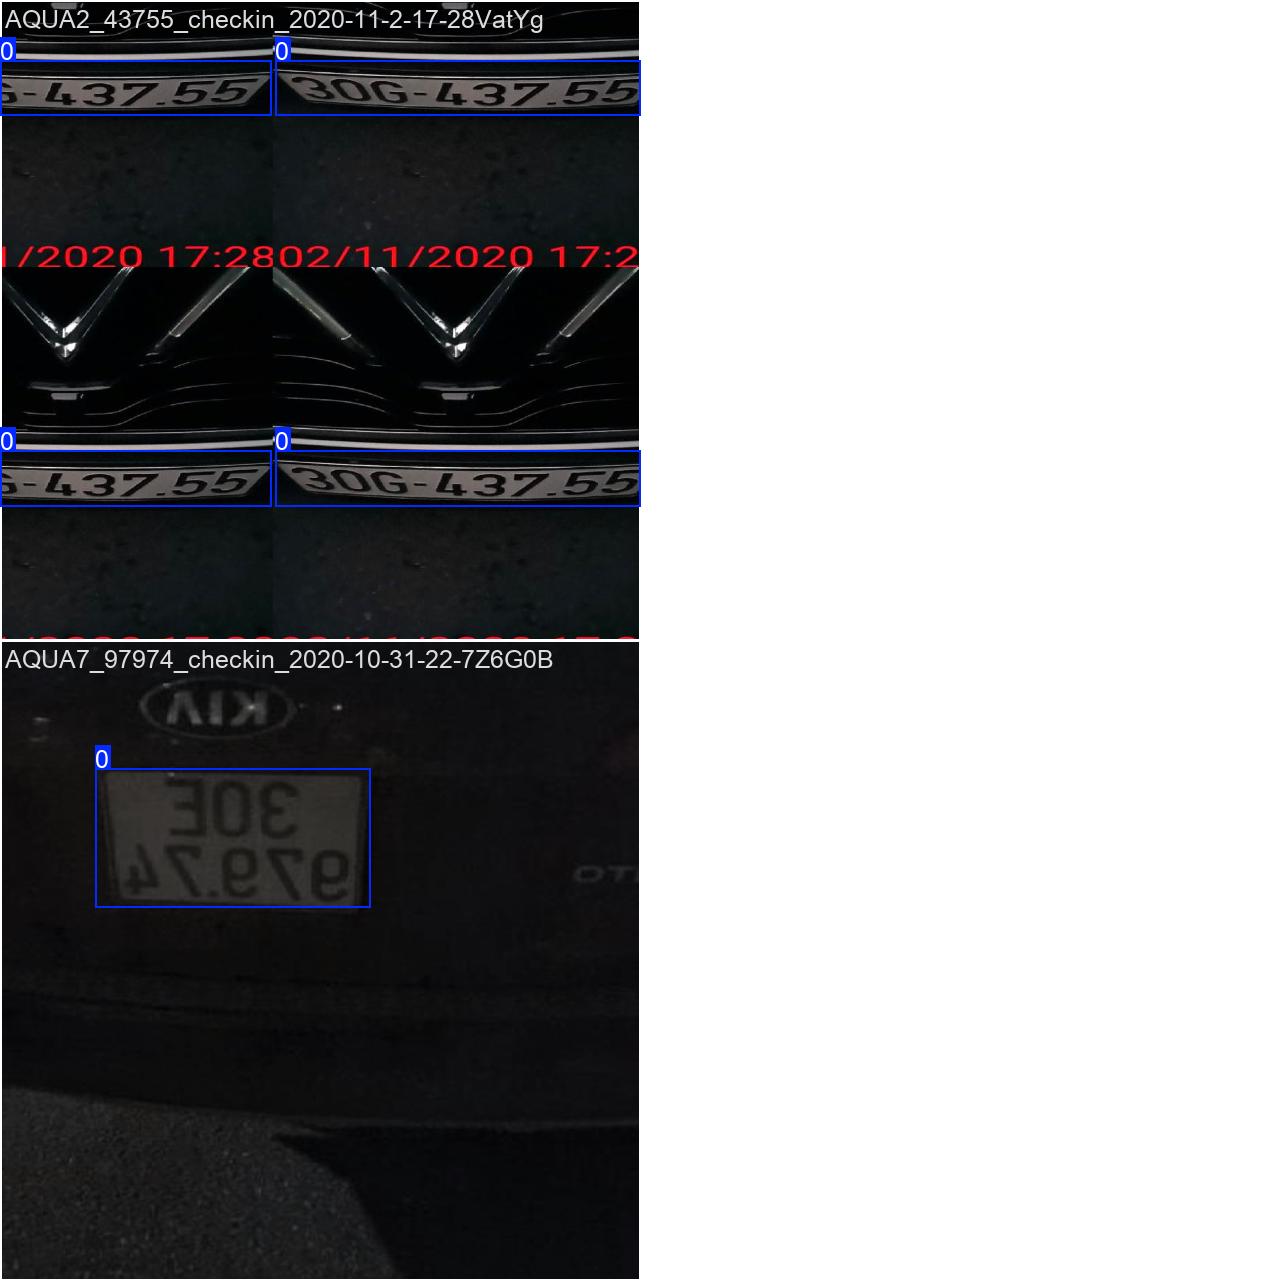 AQUA2_43755_checkin_2020-11-2-17-28VatYg
0 0
G-437.55 30G-437.55
1/2020 17:28 02/11/2020 17:2
0 0
G-437.55 30G-437.55
AQUA7_97974_checkin_2020-10-31-22-7Z6G0B
KIA
0
30E
979.74